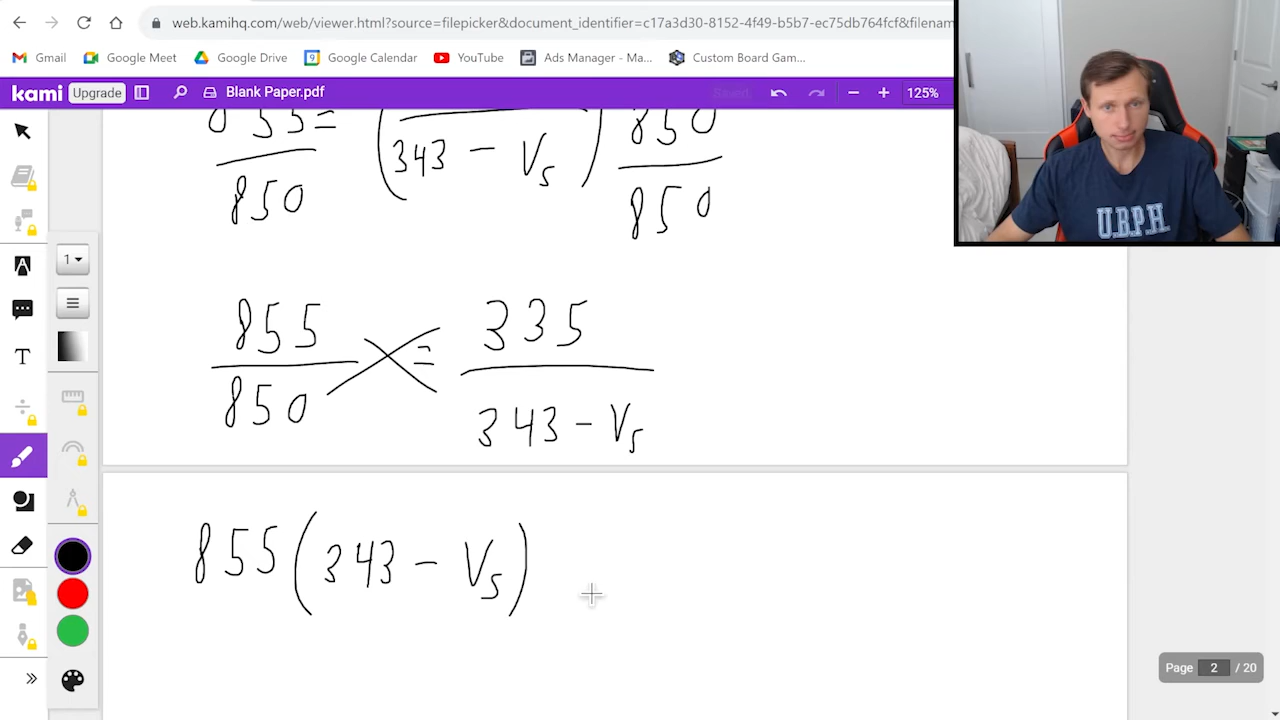 web.kamihq.com/web/viewer.html?source=filepicker&document_identifier=c17a3d30-8152-4f49-b5b7-ec75db764fcf&filenam
Gmail Google Meet Google Drive Google Calendar YouTube Ads Manager - Ma... Custom Board Gam...
kami Upgrade Blank Paper.pdf Saved 125%
855 = 850
(343 - Vs)
850 850
1
855 = 335
850 343 - Vs
T
855(343 - Vs)
U.B.P.H.
Page 2 / 20